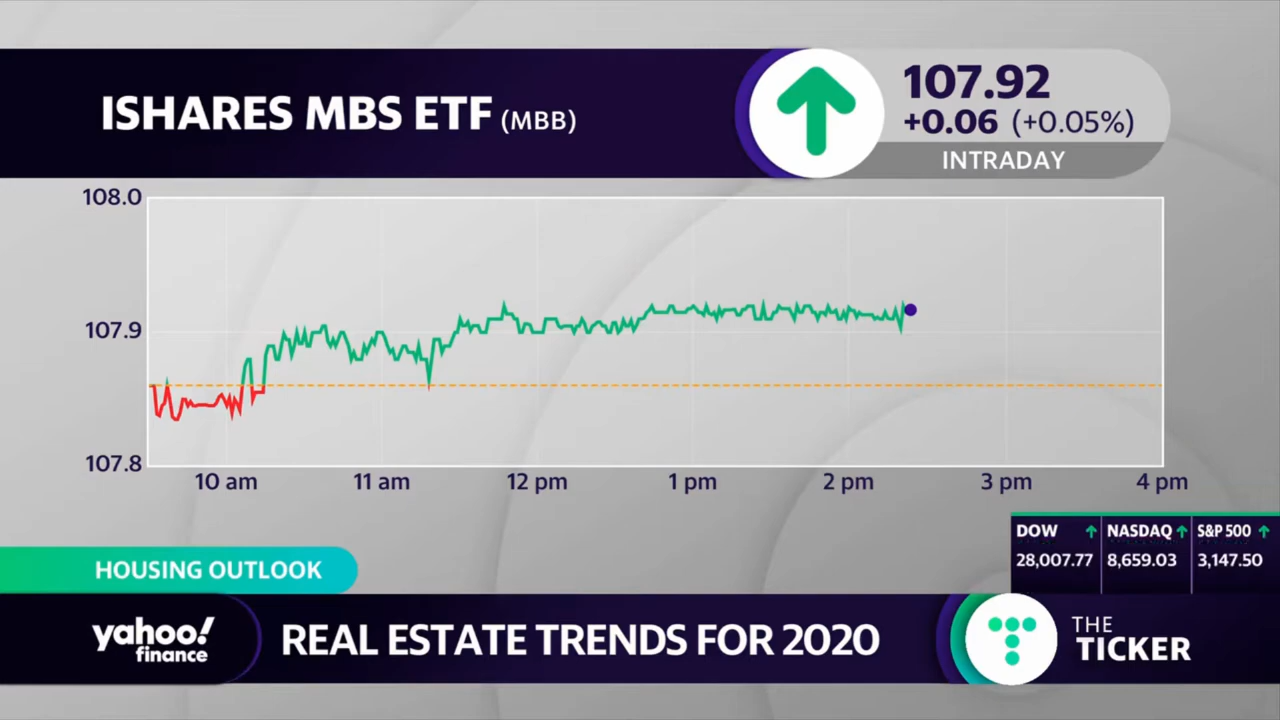 ISHARES MBS ETF (MBB)
107.92
+0.06 (+0.05%)
INTRADAY
108.0
107.9
107.8
10 am 11 am 12 pm 1 pm 2 pm 3 pm 4 pm
DOW NASDAQ S&P 500
28,007.77 8,659.03 3,147.50
HOUSING OUTLOOK
yahoo!
finance
REAL ESTATE TRENDS FOR 2020
THE
TICKER